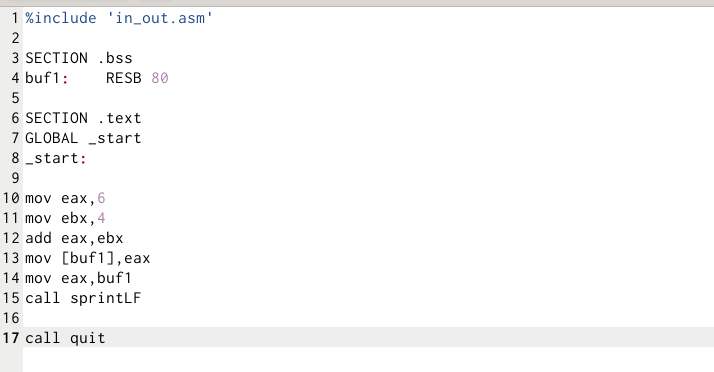 1 %include 'in_out.asm'
2
3 SECTION .bss
4 buf1:    RESB 80
5
6 SECTION .text
7 GLOBAL _start
8 _start:
9
10 mov eax,6
11 mov ebx,4
12 add eax,ebx
13 mov [buf1],eax
14 mov eax,buf1
15 call sprintLF
16
17 call quit